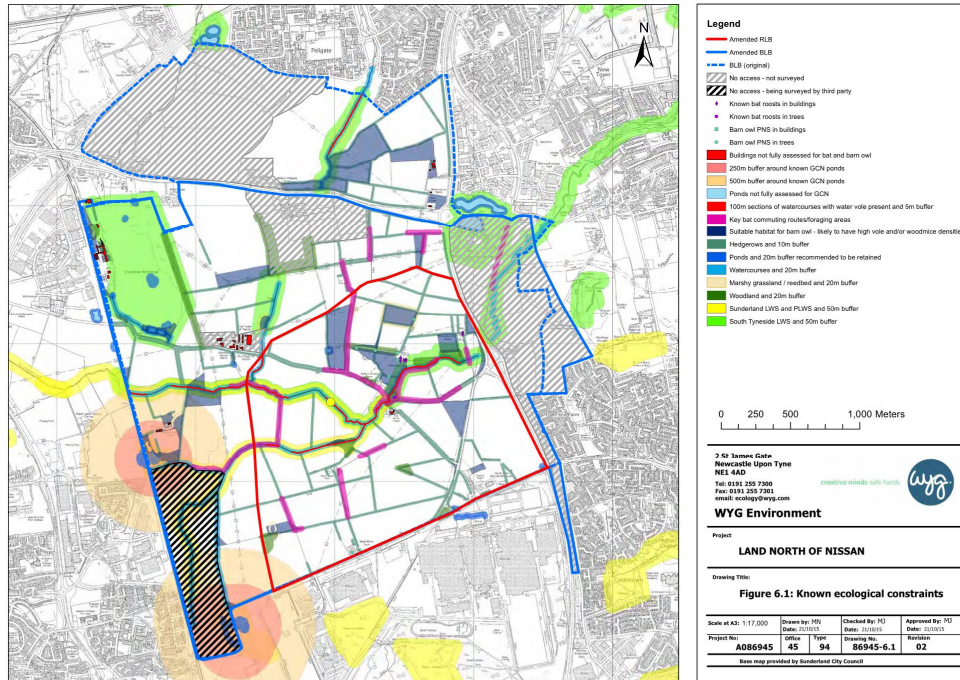 Fellgate
New
Town
N
Legend
Amended RLB
Amended BLB
BLB (original)
No access - not surveyed
No access - being surveyed by third party
Known bat roosts in buildings
Known bat roosts in trees
Barn owl PNS in buildings
Barn owl PNS in trees
Buildings not fully assessed for bat and barn owl
250m buffer around known GCN ponds
500m buffer around known GCN ponds
Ponds not fully assessed for GCN
100m sections of watercourses with water vole present and 5m buffer
Key bat commuting routes/foraging areas
Suitable habitat for barn owl - likely to have high vole and/or woodmice densitie
Hedgerows and 10m buffer
Ponds and 20m buffer recommended to be retained
Watercourses and 20m buffer
Marshy grassland / reedbed and 20m buffer
Woodland and 20m buffer
Sunderland LWS and PLWS and 50m buffer
South Tyneside LWS and 50m buffer
0 250 500 1,000 Meters
2 St James Gate
Newcastle Upon Tyne
NE1 4AD
Tel: 0191 255 7300
Fax: 0191 255 7301
email: ecology@wyg.com
creative minds safe hands
wyg
WYG Environment
Project
LAND NORTH OF NISSAN
Drawing Title:
Figure 6.1: Known ecological constraints
Scale at A3: 1:17,000 Drawn by: MN Checked By: MJ Approved By: MJ
Date: 21/10/15 Date: 21/10/15 Date: 21/10/15
Project No: Office Type Drawing No. Revision
A086945 45 94 86945-6.1 02
Base map provided by Sunderland City Council